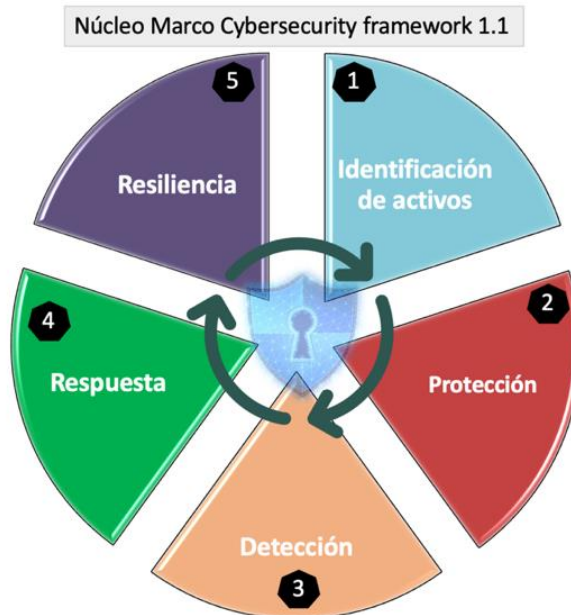 Núcleo Marco Cybersecurity framework 1.1
5
1
Resiliencia
Identificación
de activos
4
2
Respuesta
Protección
Detección
3